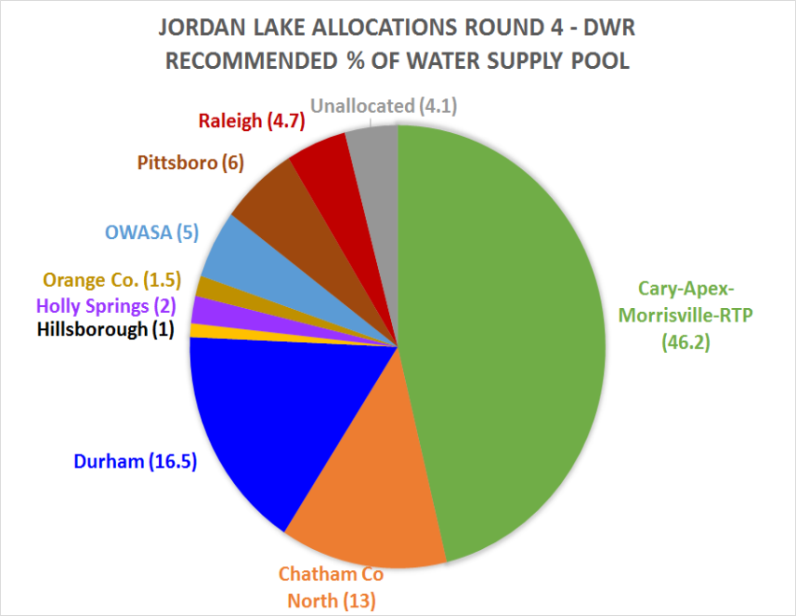 JORDAN LAKE ALLOCATIONS ROUND 4 - DWR
RECOMMENDED % OF WATER SUPPLY POOL
Unallocated (4.1)
Raleigh (4.7)
Pittsboro (6)
OWASA (5)
Orange Co. (1.5)
Holly Springs (2)
Hillsborough (1)
Cary-Apex-
Morrisville-RTP
(46.2)
Durham (16.5)
Chatham Co
North (13)